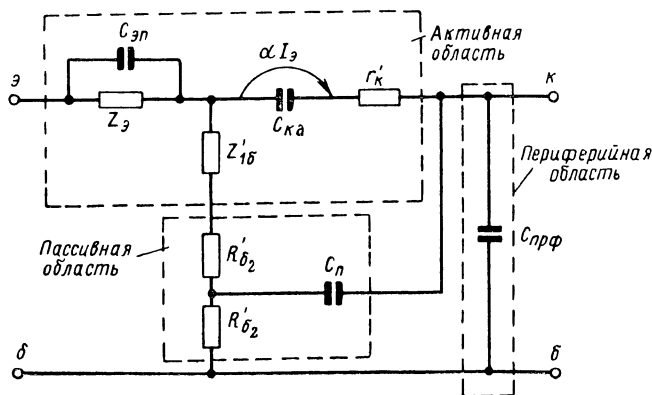 Cэп
αIэ
Активная
область
э
к
Zэ
Cка
r′к
Z′1б
Периферийная
область
Пассивная
область
R′б2
Cп
Cпрф
R′б2
б
б